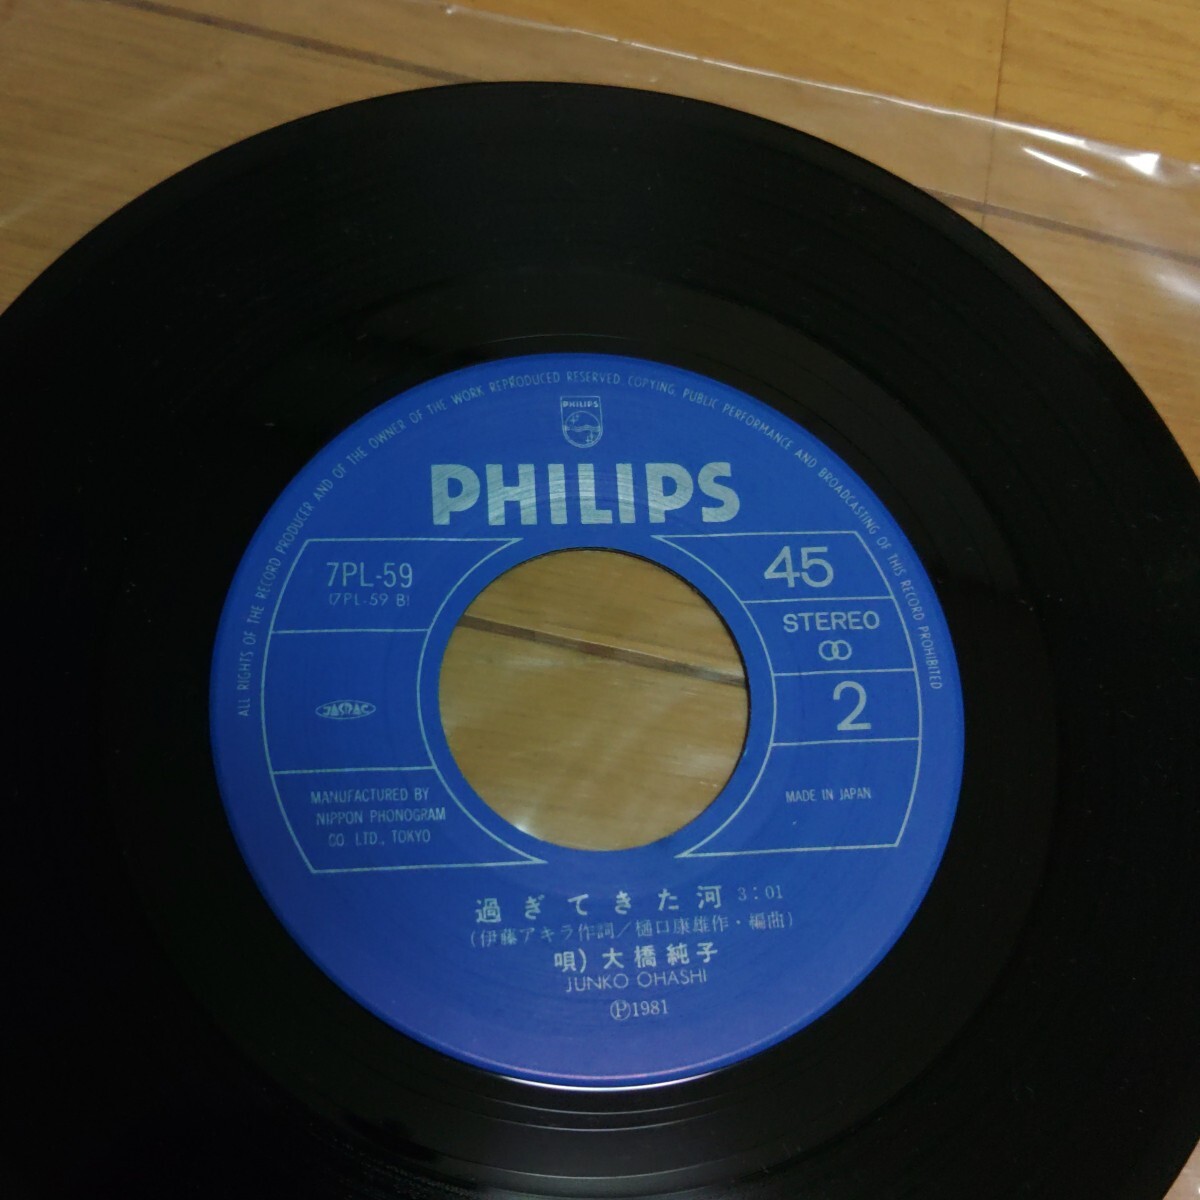 ALL RIGHTS OF THE RECORD PRODUCER AND OF THE OWNER OF THE WORK REPRODUCED RESERVED. COPYING, PUBLIC PERFORMANCE AND BROADCASTING OF THIS RECORD PROHIBITED
PHILIPS
PHILIPS
7PL-59
(7PL-59 B)
45
STEREO
2
JASRAC
MANUFACTURED BY
NIPPON PHONOGRAM
CO LTD., TOKYO
MADE IN JAPAN
過ぎてきた河 3:01
(伊藤アキラ作詞/樋口康雄作・編曲)
唄)大橋純子
JUNKO OHASHI
Ⓟ1981